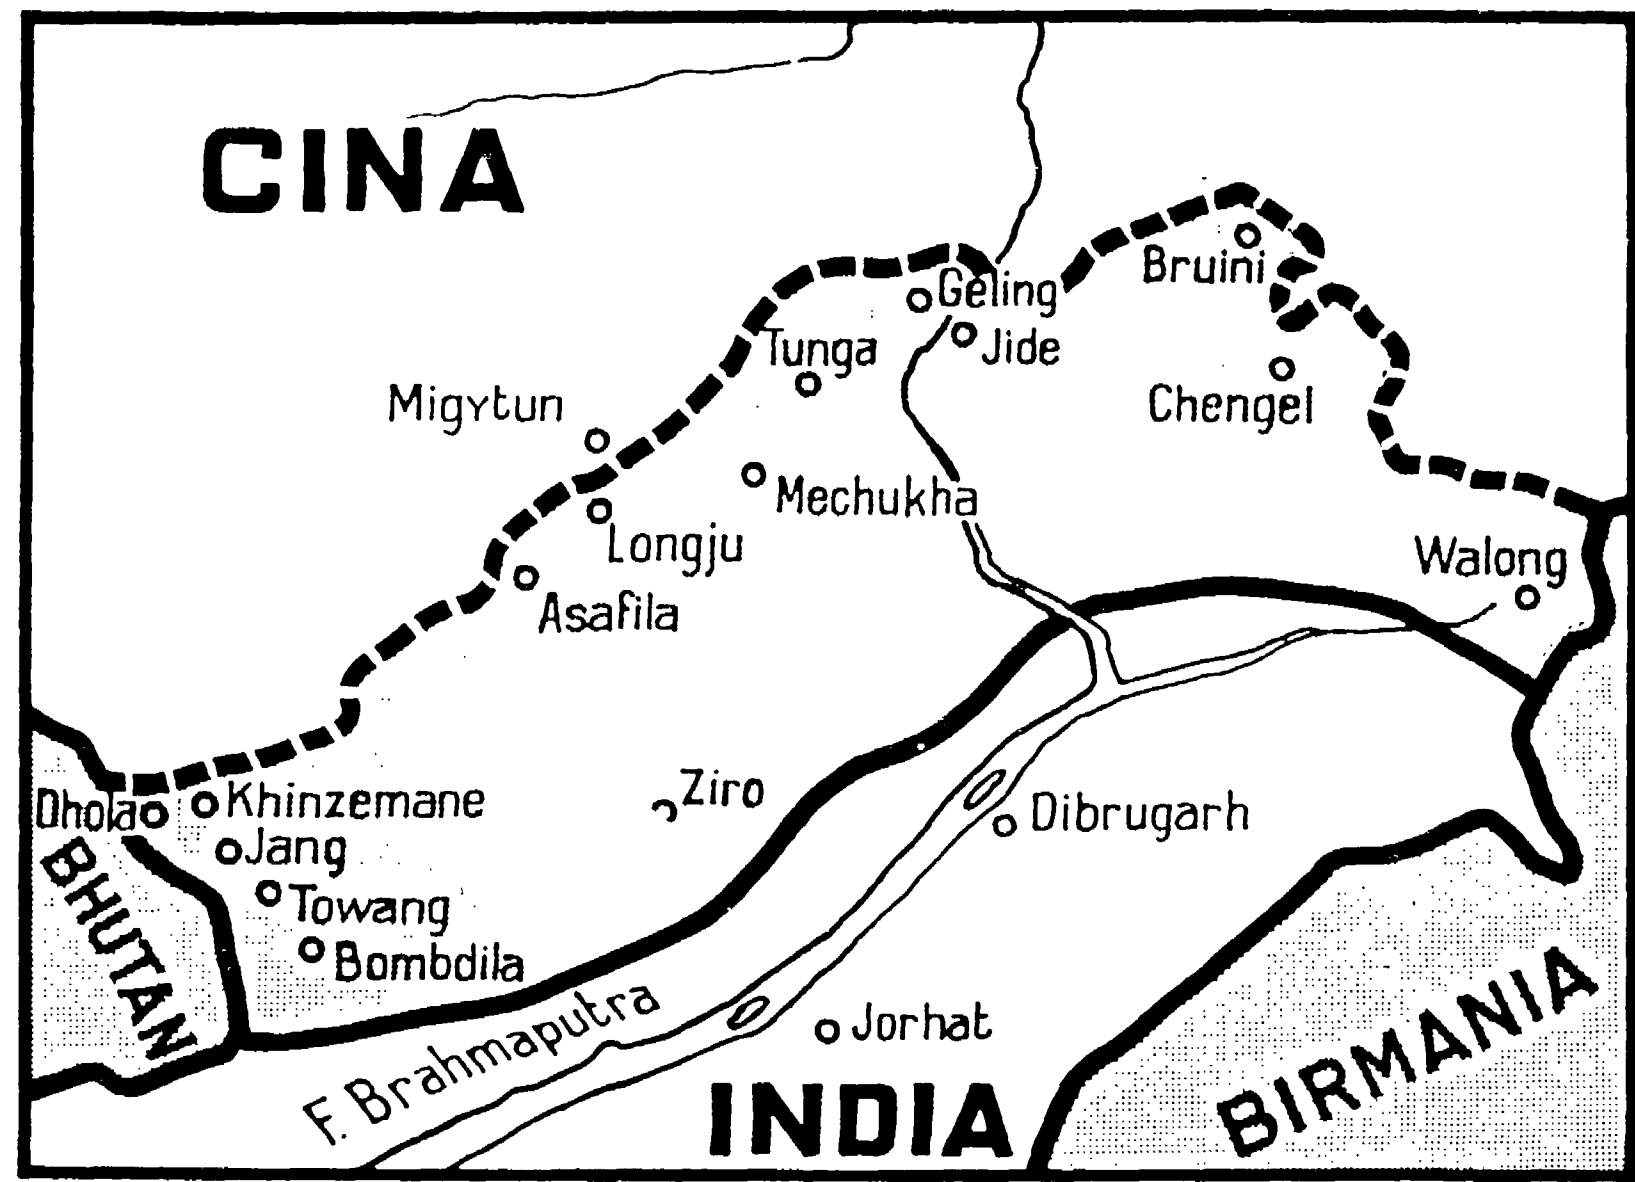 CINA
Bruini
Geling
Jide
Tunga
Chengel
Migytun
Mechukha
Longju
Walong
Asafila
Ziro
Dhola
Khinzemane
Dibrugarh
Jang
Towang
Bombdila
BHUTAN
F. Brahmaputra
Jorhat
INDIA
BIRMANIA